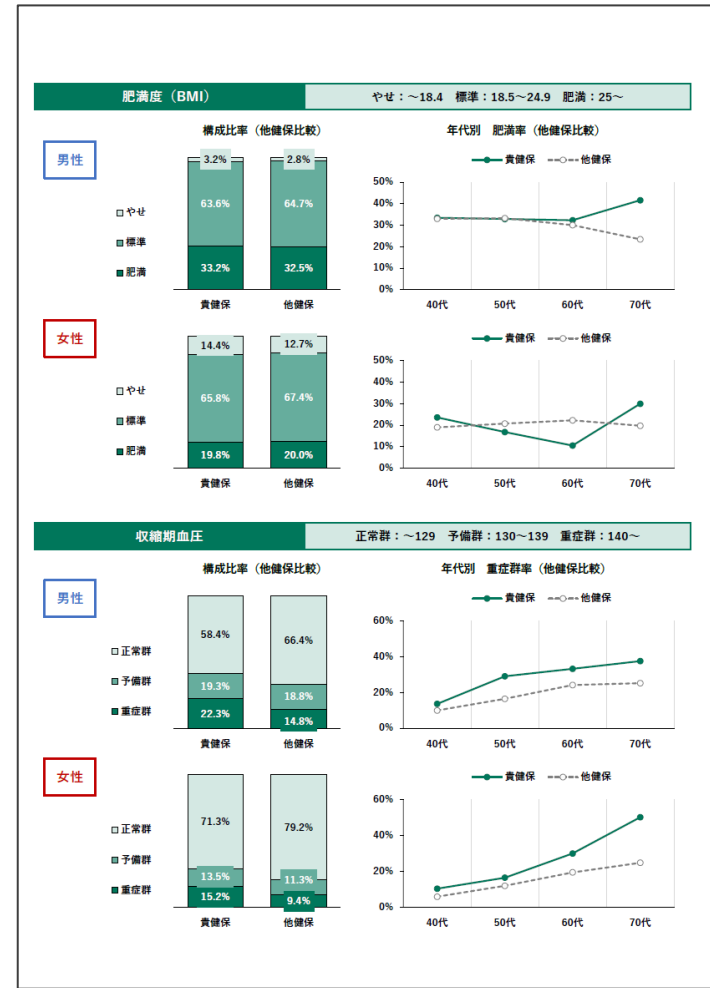 肥満度（BMI） やせ：～18.4 標準：18.5～24.9 肥満：25～
構成比率（他健保比較） 年代別 肥満率（他健保比較）
男性
やせ
標準
肥満
3.2% 2.8%
63.6% 64.7%
33.2% 32.5%
貴健保 他健保
貴健保 他健保
50%
40%
30%
20%
10%
0%
40代 50代 60代 70代
女性
やせ
標準
肥満
14.4% 12.7%
65.8% 67.4%
19.8% 20.0%
貴健保 他健保
貴健保 他健保
50%
40%
30%
20%
10%
0%
40代 50代 60代 70代
収縮期血圧 正常群：～129 予備群：130～139 重症群：140～
構成比率（他健保比較） 年代別 重症群率（他健保比較）
男性
正常群
予備群
重症群
58.4% 66.4%
19.3% 18.8%
22.3% 14.8%
貴健保 他健保
貴健保 他健保
60%
40%
20%
0%
40代 50代 60代 70代
女性
正常群
予備群
重症群
71.3% 79.2%
13.5% 11.3%
15.2% 9.4%
貴健保 他健保
貴健保 他健保
60%
40%
20%
0%
40代 50代 60代 70代